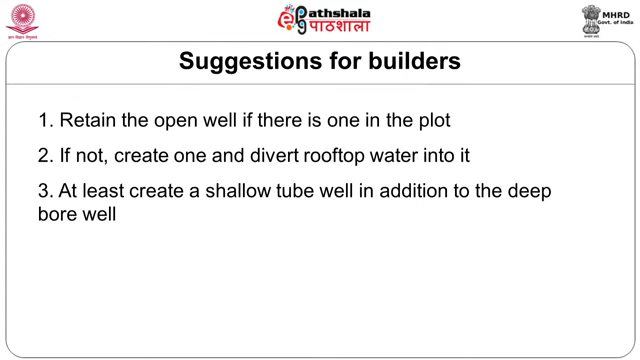 ePathshala
पाठशाला
MHRD
Govt. of India
Suggestions for builders
1. Retain the open well if there is one in the plot
2. If not, create one and divert rooftop water into it
3. At least create a shallow tube well in addition to the deep
bore well